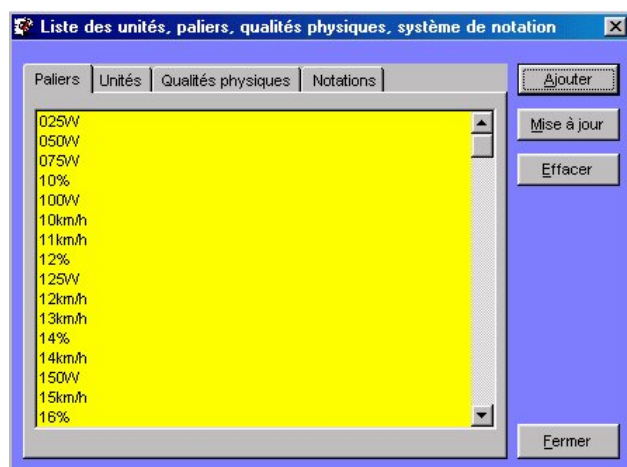 Liste des unités, paliers, qualités physiques, système de notation
Paliers Unités Qualités physiques Notations
Ajouter
Mise à jour
Effacer
025W
050W
075W
10%
100W
10km/h
11km/h
12%
125W
12km/h
13km/h
14%
14km/h
150W
15km/h
16%
Fermer